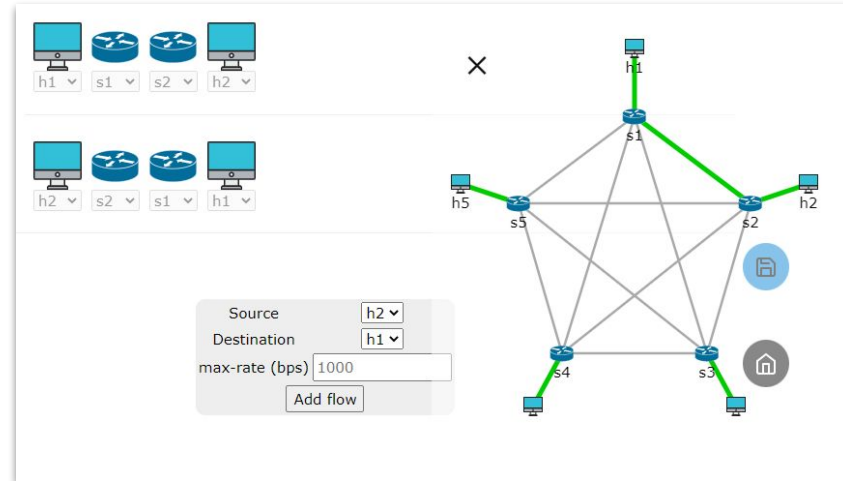 h1 s1 s2 h2
h2 s2 s1 h1
Source h2
Destination h1
max-rate (bps) 1000
Add flow
h1
s1
h5 h2
s5 s2
s4 s3